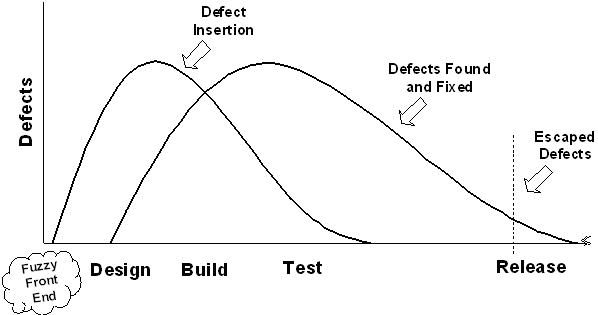 Defect
Insertion
Defects Found
and Fixed
Escaped
Defects
Defects
Fuzzy
Front
End
Design
Build
Test
Release